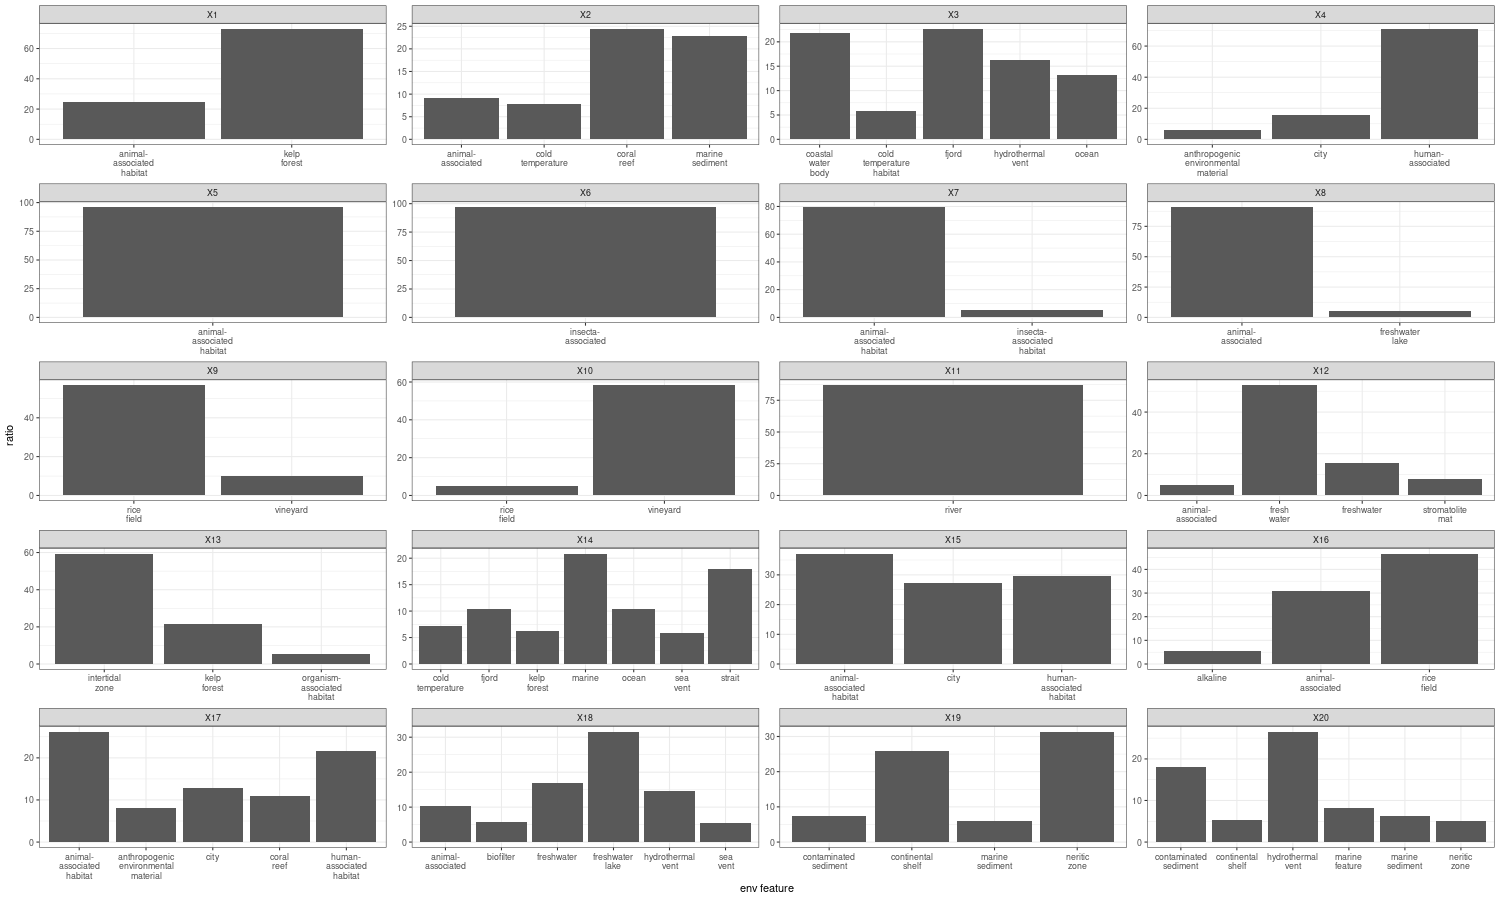 X1
X2
X3
X4
60
40
20
0
25
20
15
10
5
0
20
15
10
5
0
60
40
20
0
animal-
associated
habitat
kelp
forest
animal-
associated
cold
temperature
coral
reef
marine
sediment
coastal
water
body
cold
temperature
habitat
fjord
hydrothermal
vent
ocean
anthropogenic
environmental
material
city
human-
associated
X5
X6
X7
X8
100
75
50
25
0
100
75
50
25
0
80
60
40
20
0
75
50
25
0
animal-
associated
habitat
insecta-
associated
animal-
associated
habitat
insecta-
associated
habitat
animal-
associated
freshwater
lake
X9
X10
X11
X12
40
20
0
60
40
20
0
75
50
25
0
40
20
0
ratio
rice
field
vineyard
rice
field
vineyard
river
animal-
associated
fresh
water
freshwater
stromatolite
mat
X13
X14
X15
X16
60
40
20
0
20
15
10
5
0
30
20
10
0
40
30
20
10
0
intertidal
zone
kelp
forest
organism-
associated
habitat
cold
temperature
fjord
kelp
forest
marine
ocean
sea
vent
strait
animal-
associated
habitat
city
human-
associated
habitat
alkaline
animal-
associated
rice
field
X17
X18
X19
X20
20
10
0
30
20
10
0
30
20
10
0
20
10
0
animal-
associated
habitat
anthropogenic
environmental
material
city
coral
reef
human-
associated
habitat
animal-
associated
biofilter
freshwater
freshwater
lake
hydrothermal
vent
sea
vent
contaminated
sediment
continental
shelf
marine
sediment
neritic
zone
contaminated
sediment
continental
shelf
hydrothermal
vent
marine
feature
marine
sediment
neritic
zone
env feature